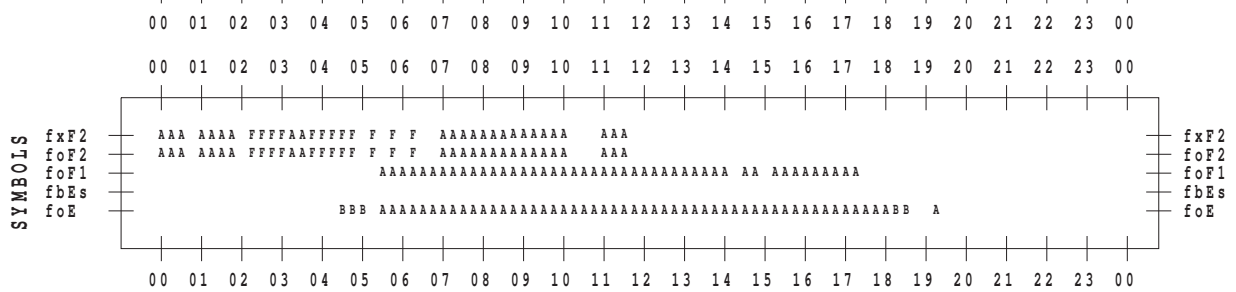 00 01 02 03 04 05 06 07 08 09 10 11 12 13 14 15 16 17 18 19 20 21 22 23 00
00 01 02 03 04 05 06 07 08 09 10 11 12 13 14 15 16 17 18 19 20 21 22 23 00
SYMBOLS
fxF2 AAA AAAA FFFFAAFFFFF F F F AAAAAAAAAAAAA AAA fxF2
foF2 AAA AAAA FFFFAAFFFFF F F F AAAAAAAAAAAAA AAA foF2
foF1 AAAAAAAAAAAAAAAAAAAAAAAAAAAAAAAAAAA AA AAAAAAAAA foF1
fbEs fbEs
foE BBB AAAAAAAAAAAAAAAAAAAAAAAAAAAAAAAAAAAAAAAAAAAAAAAAAAABB A foE
00 01 02 03 04 05 06 07 08 09 10 11 12 13 14 15 16 17 18 19 20 21 22 23 00